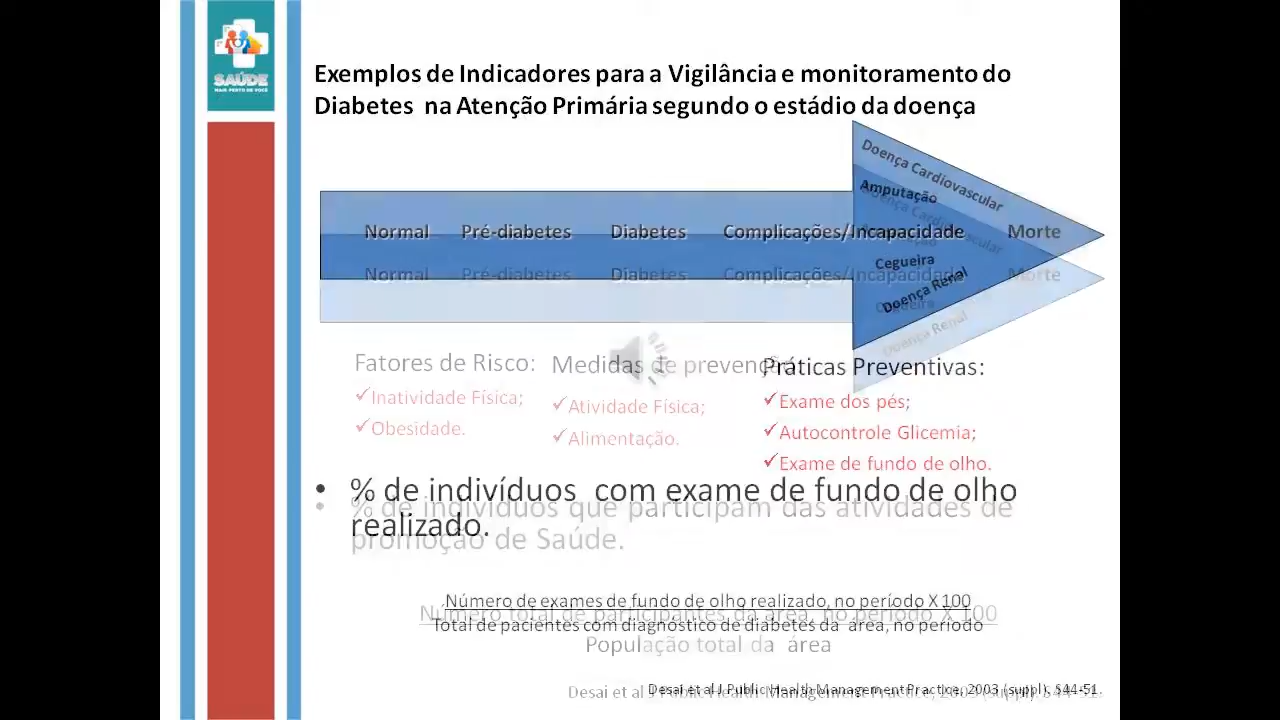 SAÚDE
MAIS PERTO DE VOCÊ
Exemplos de Indicadores para a Vigilância e monitoramento do
Diabetes na Atenção Primária segundo o estádio da doença
Doença Cardiovascular
Amputação
Normal Pré-diabetes Diabetes Complicações/Incapacidade Morte
Cegueira
Doença Renal
Doença Cardiovascular
Normal Pré-diabetes Diabetes Complicações/Incapacidade Morte
Cegueira
Doença Renal
Fatores de Risco:
Inatividade Física;
Obesidade.
Medidas de prevenção
Atividade Física;
Alimentação.
Práticas Preventivas:
Exame dos pés;
Autocontrole Glicemia;
Exame de fundo de olho.
• % de indivíduos com exame de fundo de olho
realizado.
• % de indivíduos que participam das atividades de
promoção de Saúde.
Número de exames de fundo de olho realizado, no período X 100
Total de pacientes com diagnóstico de diabetes da área, no período
Número total de participantes da área, no período X 100
População total da área
Desai et al J Public Health Management Practice, 2003 (suppl), S44-51.
Desai et al J Public Health Management Practice, 2003 (suppl), S44-51.